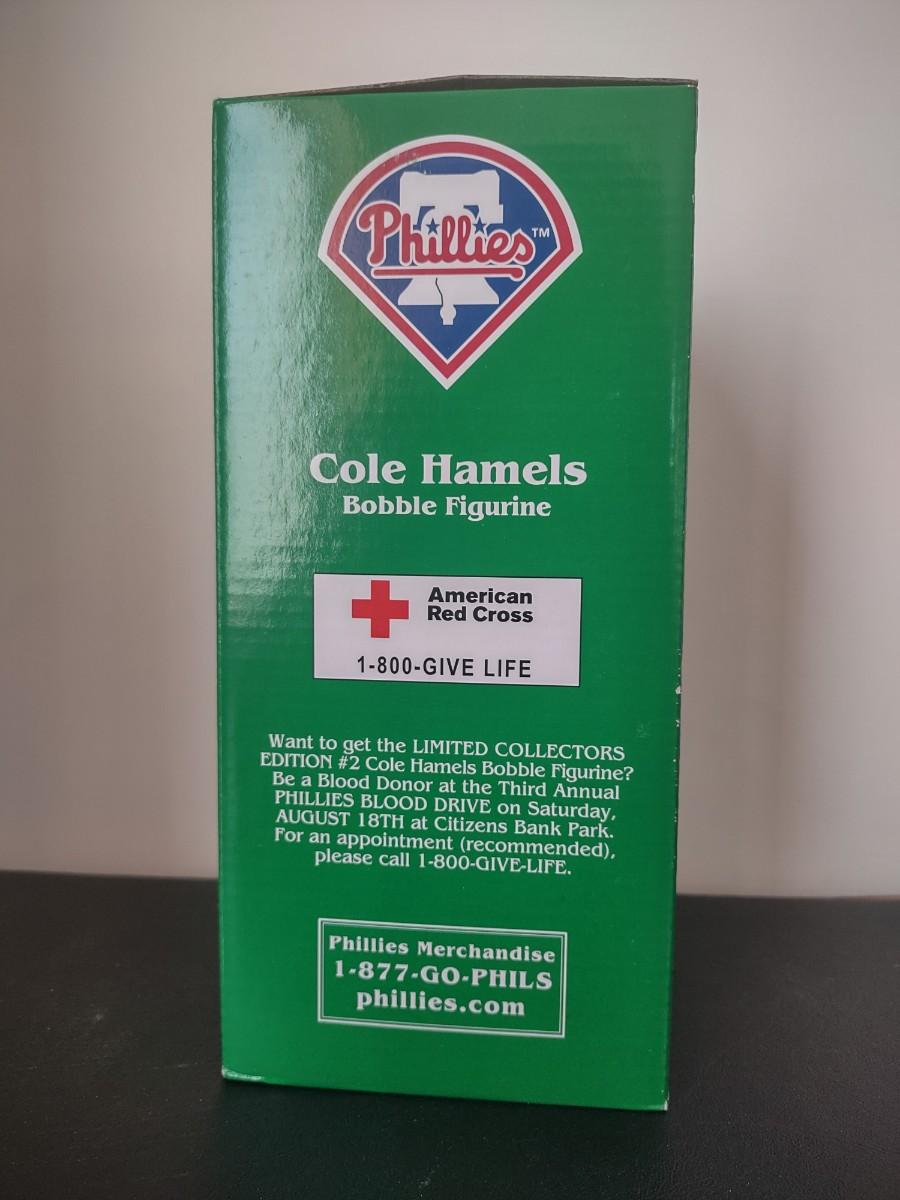 Phillies™
Cole Hamels
Bobble Figurine
American
Red Cross
1-800-GIVE LIFE
Want to get the LIMITED COLLECTORS
EDITION #2 Cole Hamels Bobble Figurine?
Be a Blood Donor at the Third Annual
PHILLIES BLOOD DRIVE on Saturday,
AUGUST 18TH at Citizens Bank Park.
For an appointment (recommended),
please call 1-800-GIVE-LIFE.
Phillies Merchandise
1-877-GO-PHILS
phillies.com